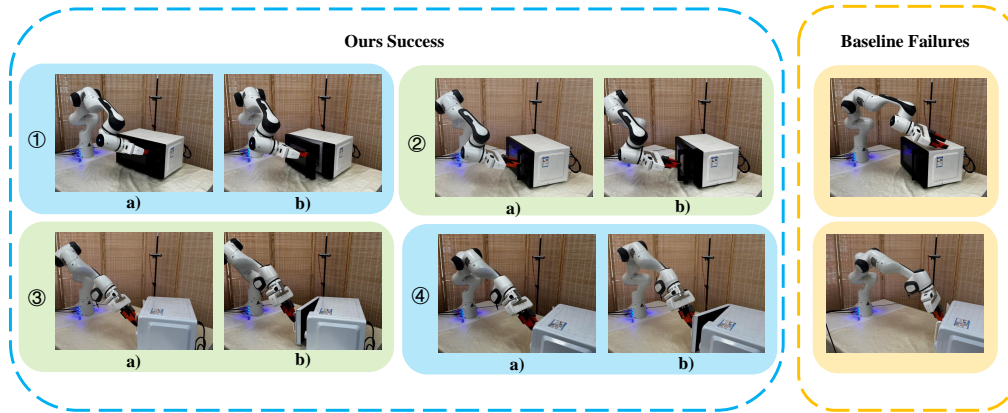 Ours Success
Baseline Failures
①
a)
b)
②
a)
b)
③
a)
b)
④
a)
b)